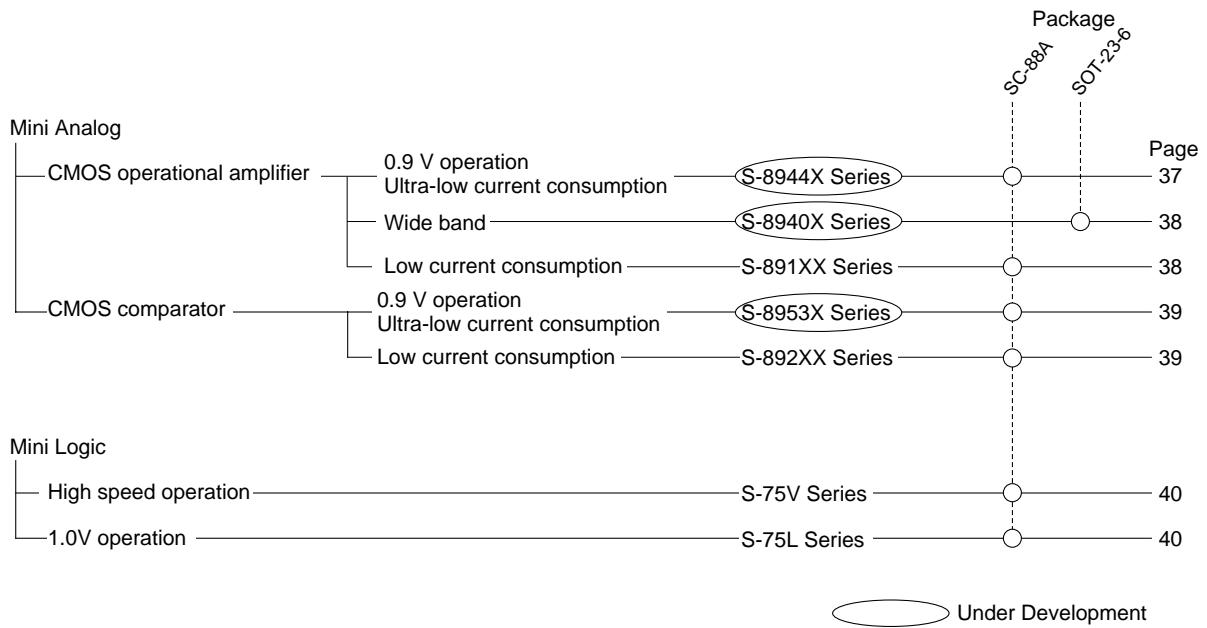 Package
SC-88A
SOT-23-6
Mini Analog
Page
CMOS operational amplifier
0.9 V operation
Ultra-low current consumption
S-8944X Series
37
Wide band
S-8940X Series
38
Low current consumption
S-891XX Series
38
CMOS comparator
0.9 V operation
Ultra-low current consumption
S-8953X Series
39
Low current consumption
S-892XX Series
39
Mini Logic
High speed operation
S-75V Series
40
1.0V operation
S-75L Series
40
Under Development